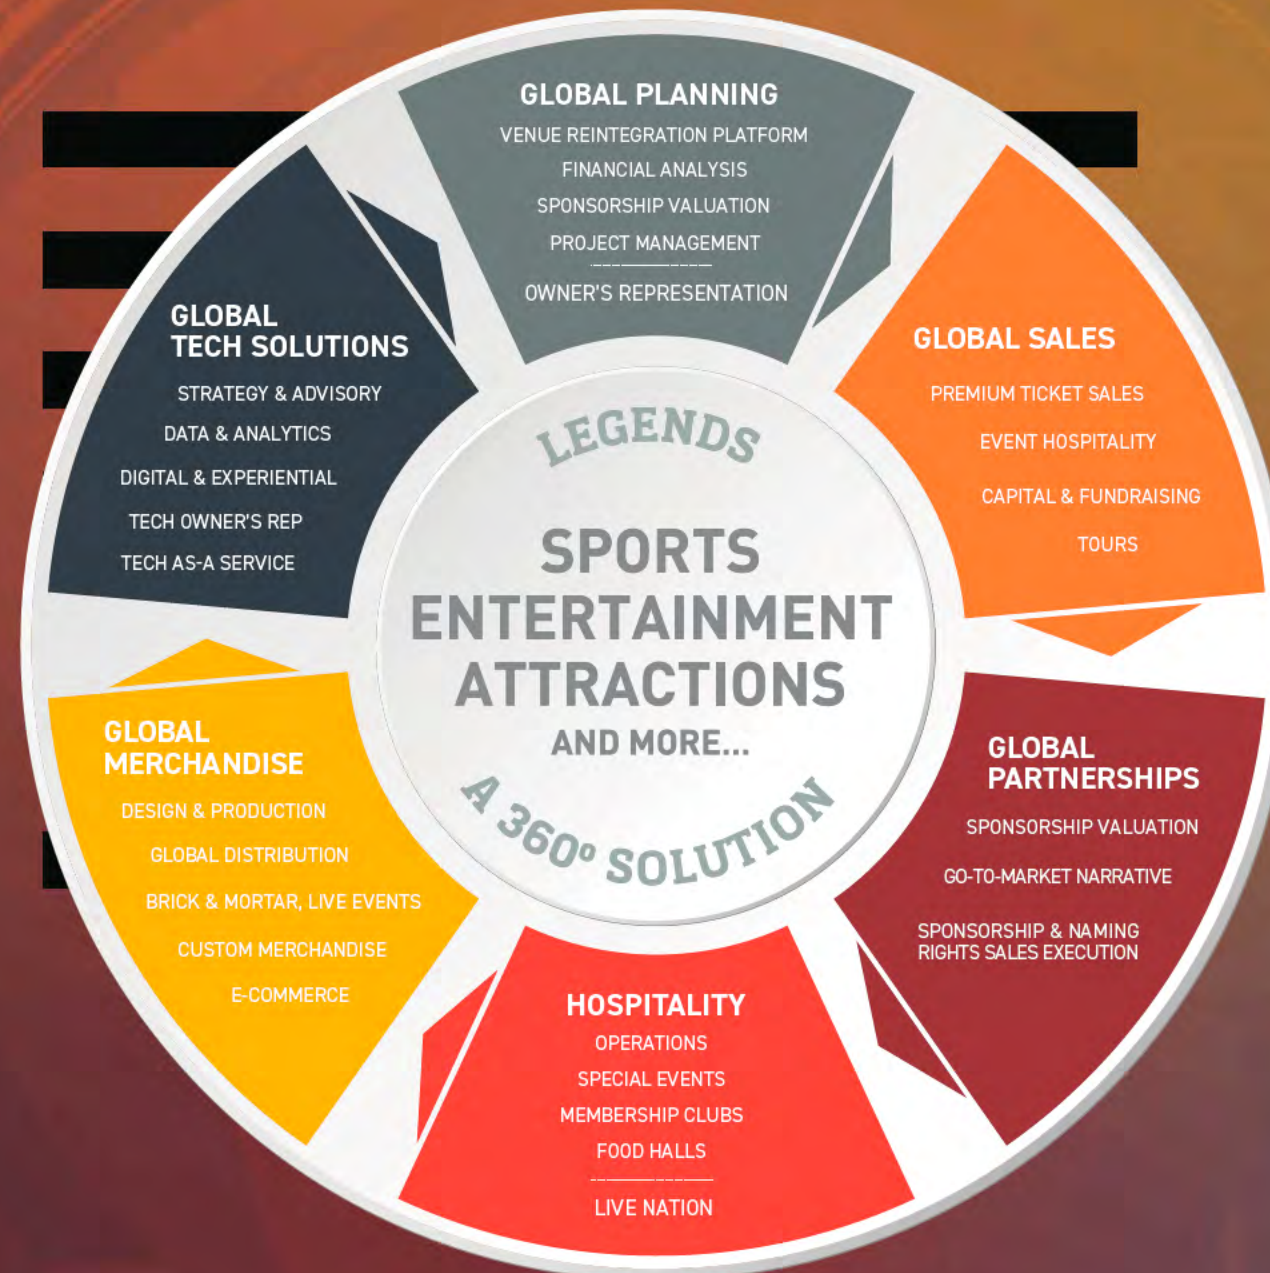 GLOBAL PLANNING
VENUE REINTEGRATION PLATFORM
FINANCIAL ANALYSIS
SPONSORSHIP VALUATION
PROJECT MANAGEMENT
OWNER'S REPRESENTATION
GLOBAL SALES
PREMIUM TICKET SALES
EVENT HOSPITALITY
CAPITAL & FUNDRAISING
TOURS
GLOBAL
PARTNERSHIPS
SPONSORSHIP VALUATION
GO-TO-MARKET NARRATIVE
SPONSORSHIP & NAMING
RIGHTS SALES EXECUTION
HOSPITALITY
OPERATIONS
SPECIAL EVENTS
MEMBERSHIP CLUBS
FOOD HALLS
LIVE NATION
GLOBAL
MERCHANDISE
DESIGN & PRODUCTION
GLOBAL DISTRIBUTION
BRICK & MORTAR, LIVE EVENTS
CUSTOM MERCHANDISE
E-COMMERCE
GLOBAL
TECH SOLUTIONS
STRATEGY & ADVISORY
DATA & ANALYTICS
DIGITAL & EXPERIENTIAL
TECH OWNER'S REP
TECH AS-A SERVICE
LEGENDS
SPORTS
ENTERTAINMENT
ATTRACTIONS
AND MORE...
A 360º SOLUTION